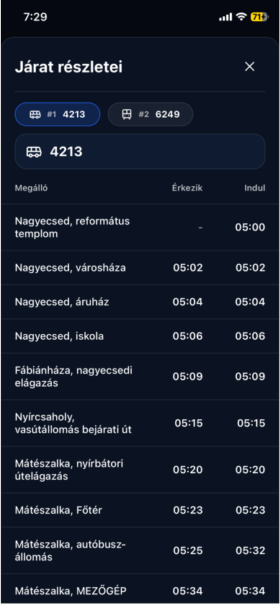 7:29
71
Járat részletei
#1 4213
#2 6249
4213
Megálló Érkezik Indul
Nagyecsed, református
templom - 05:00
Nagyecsed, városháza 05:02 05:02
Nagyecsed, áruház 05:04 05:04
Nagyecsed, iskola 05:06 05:06
Fábiánháza, nagyecsedi
elágazás 05:09 05:09
Nyírcsaholy,
vasútállomás bejárati út 05:15 05:15
Mátészalka, nyírbátori
útelágazás 05:20 05:20
Mátészalka, Főtér 05:23 05:23
Mátészalka, autóbusz-
állomás 05:25 05:32
Mátészalka, MEZŐGÉP 05:34 05:34